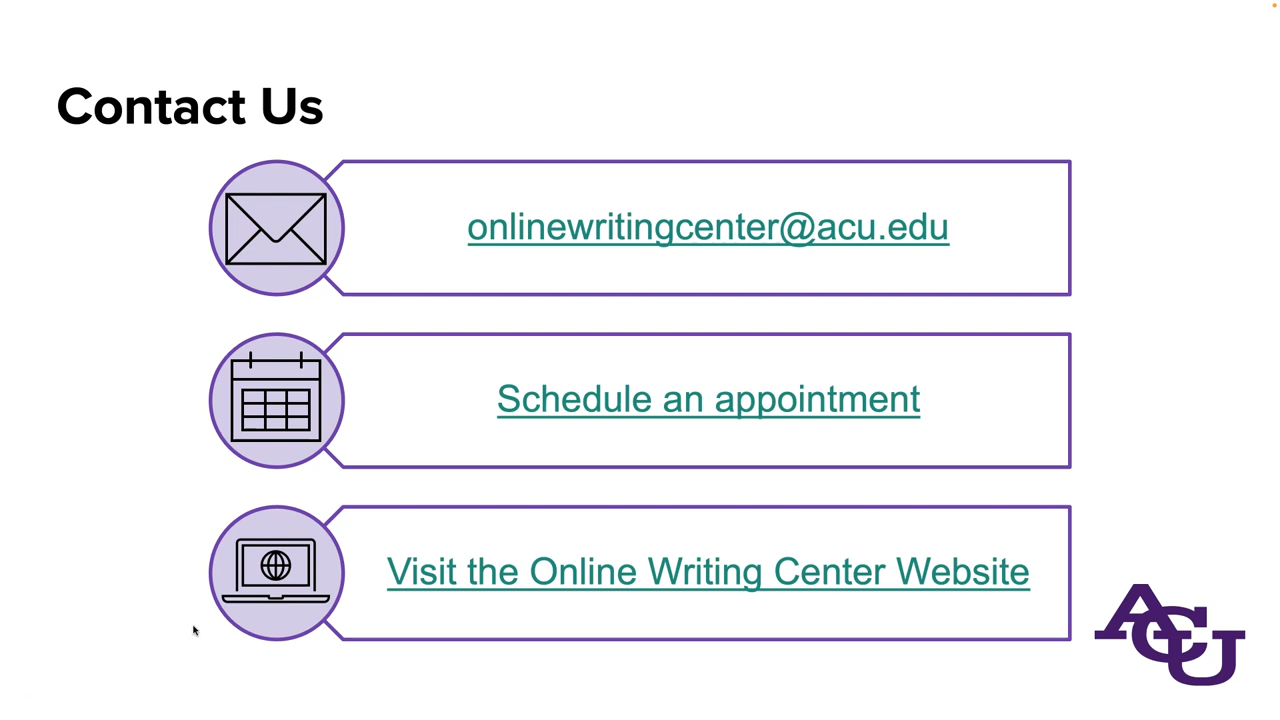 Contact Us
onlinewritingcenter@acu.edu
Schedule an appointment
Visit the Online Writing Center Website
ACU